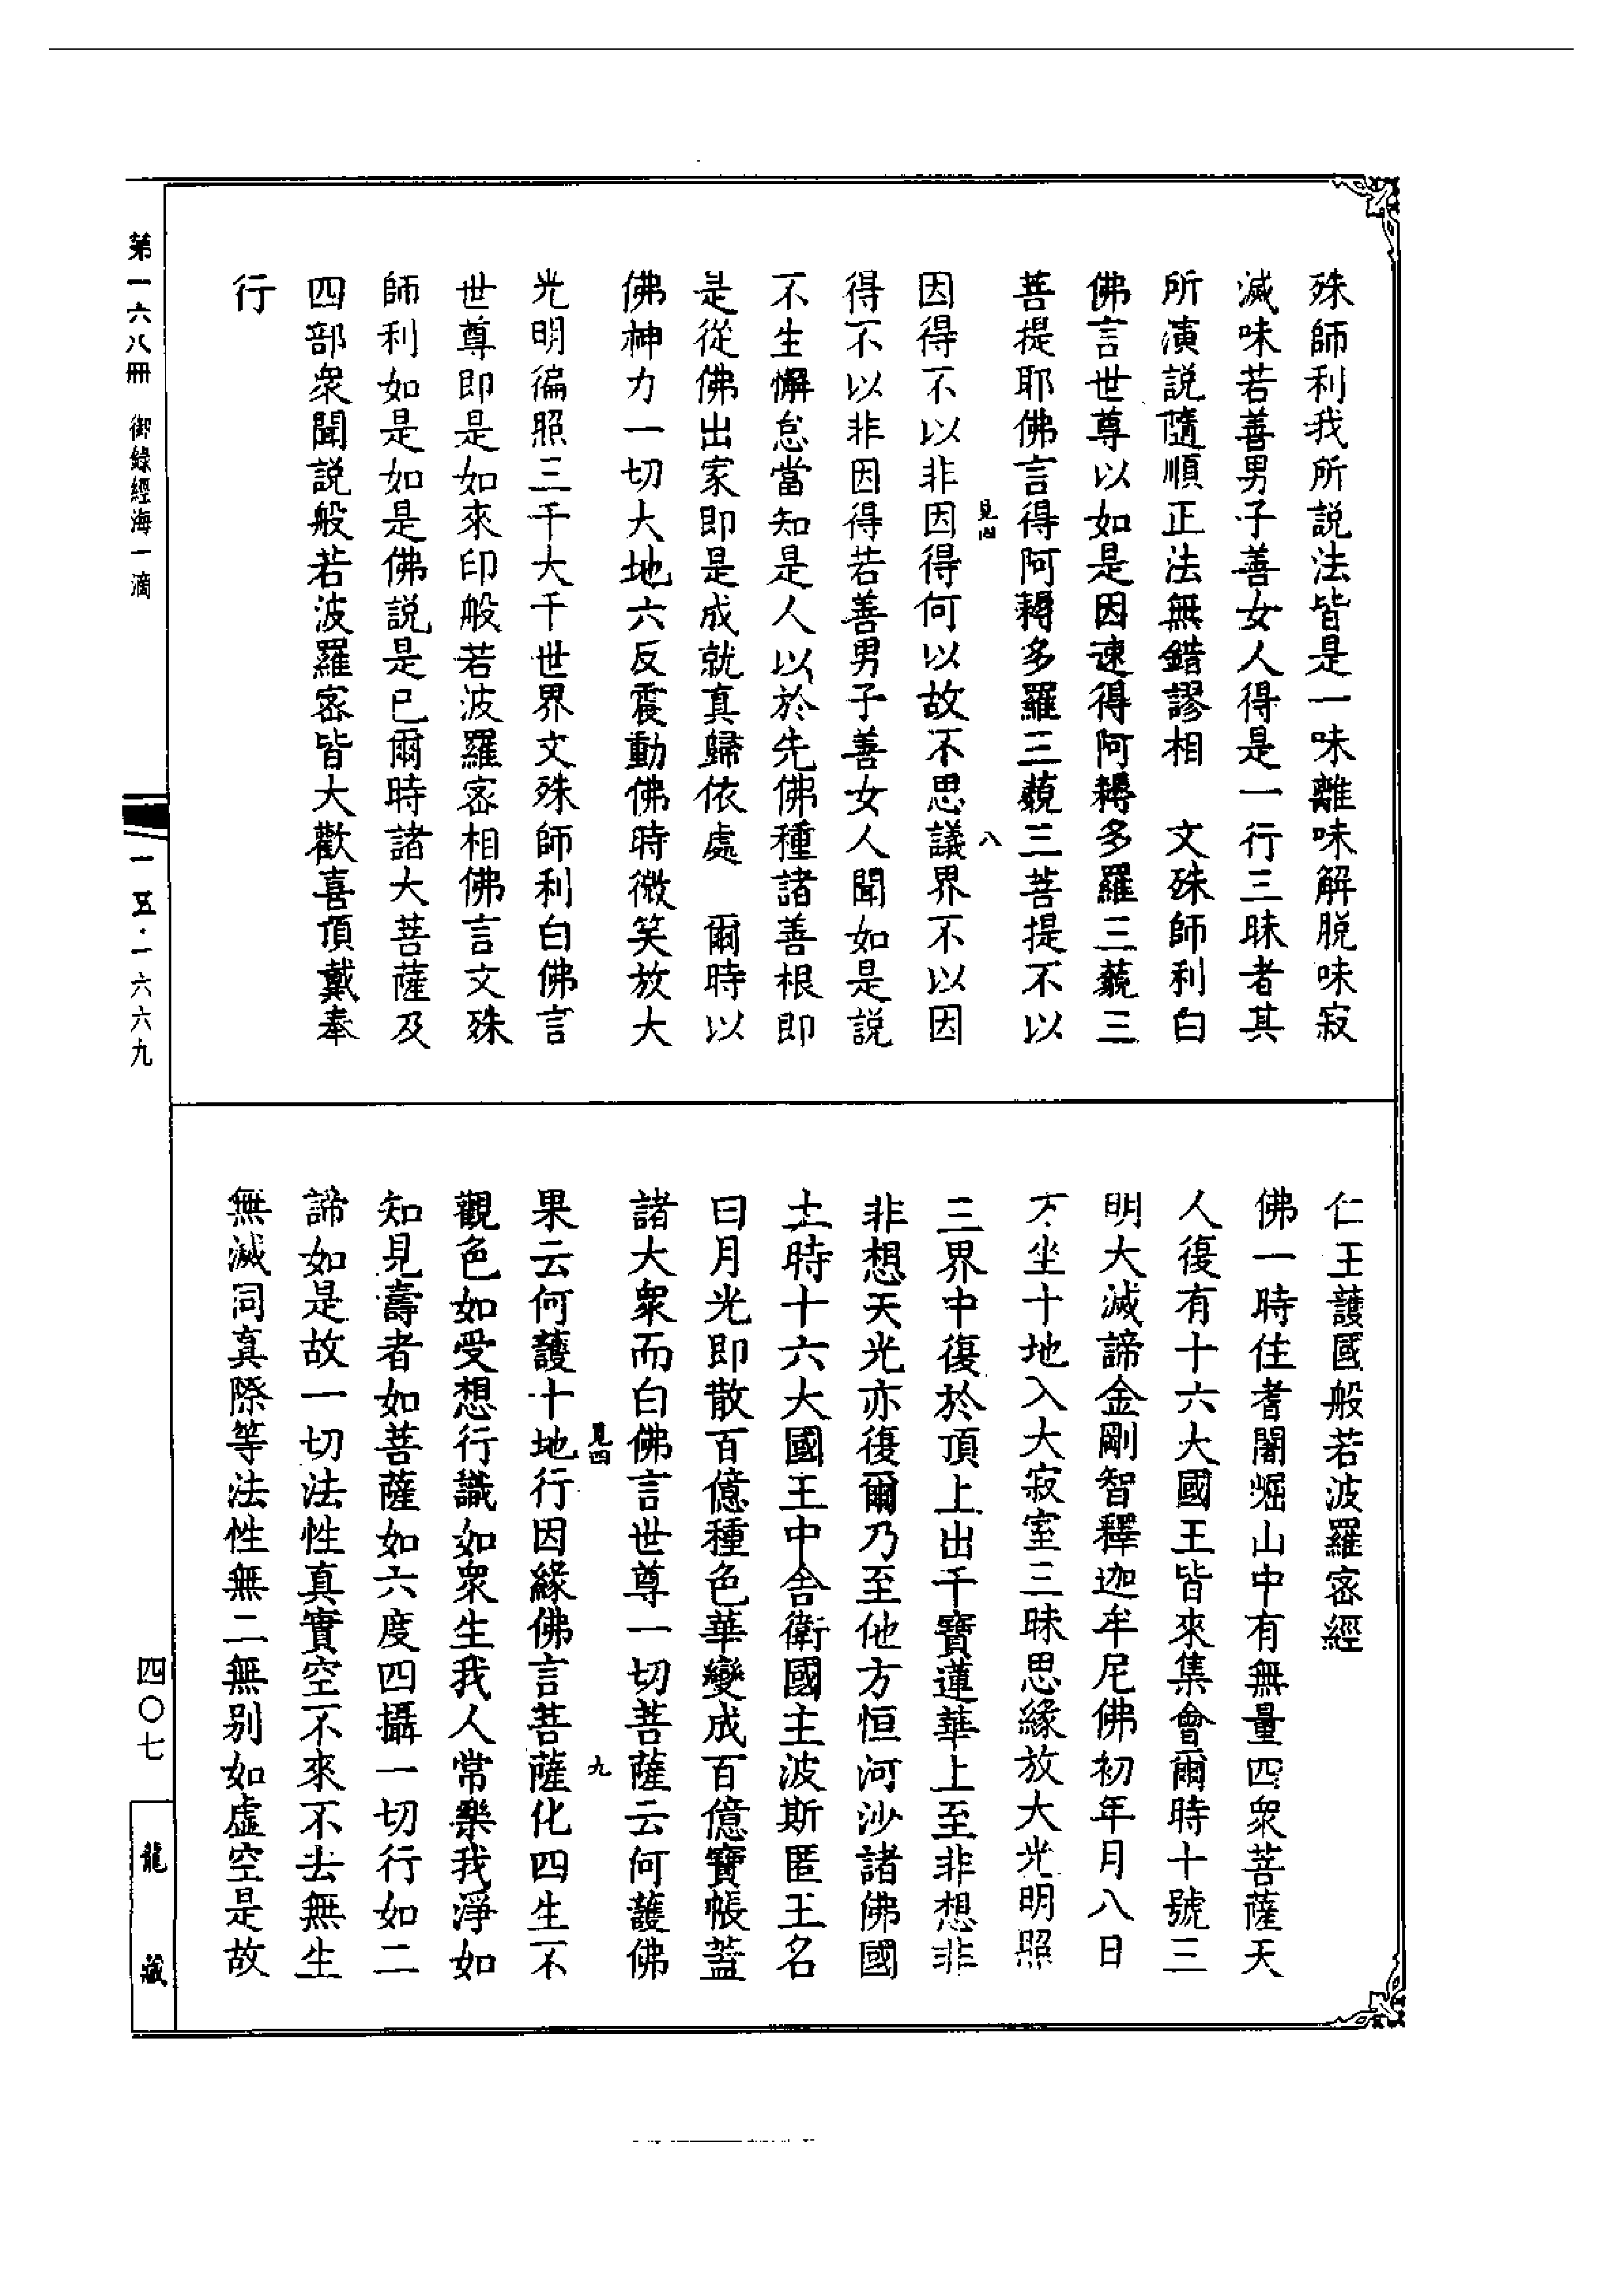 殊師利我所説法皆是一味離味解脱味寂
滅味若善男子善女人得是一行三昧者其
所演説隨順正法無錯謬相　文殊師利白
佛言世尊以如是因速得阿耨多羅三藐三
菩提耶佛言得阿耨多羅三藐三菩提不以
見四　八
因得不以非因得何以故不思議界不以因
得不以非因得若善男子善女人聞如是説
不生懈怠當知是人以於先佛種諸善根即
是從佛出家即是成就真歸依處　爾時以
佛神力一切大地六反震動佛時微笑放大
光明徧照三千大千世界文殊師利白佛言
世尊即是如來印般若波羅密相佛言文殊
師利如是如是佛説是已爾時諸大菩薩及
四部衆聞説般若波羅密皆大歡喜頂戴奉
行
仁王護國般若波羅密經
佛一時住耆闍崛山中有無量四衆菩薩天
人復有十六大國王皆來集會爾時十號三
明大滅諦金剛智釋迦牟尼佛初年月八日
方坐十地入大寂室三昧思緣放大光明照
三界中復於頂上出千寶蓮華上至非想非
非想天光亦復爾乃至他方恒河沙諸佛國
土時十六大國王中舍衛國主波斯匿王名
曰月光即散百億種色華變成百億寶帳蓋
諸大衆而白佛言世尊一切菩薩云何護佛
見四　九
果云何護十地行因緣佛言菩薩化四生不
觀色如受想行識如衆生我人常樂我淨如
知見壽者如菩薩如六度四攝一切行如二
諦如是故一切法性真實空不來不去無生
無滅同真際等法性無二無別如虛空是故
第一六八冊　御錄經海一滴
一五・一六六九
四〇七
龍藏